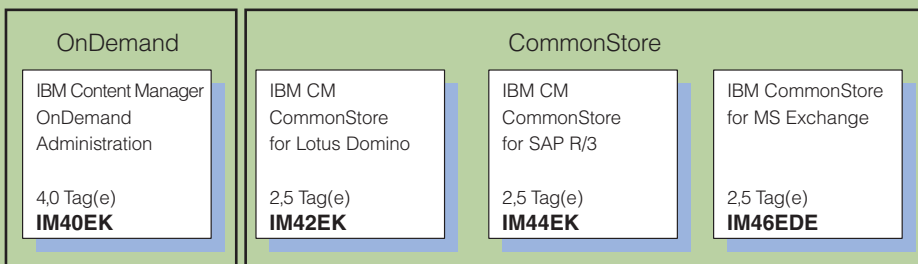 OnDemand
IBM Content Manager
OnDemand
Administration
4,0 Tag(e)
IM40EK
CommonStore
IBM CM
CommonStore
for Lotus Domino
2,5 Tag(e)
IM42EK
IBM CM
CommonStore
for SAP R/3
2,5 Tag(e)
IM44EK
IBM CommonStore
for MS Exchange
2,5 Tag(e)
IM46EDE